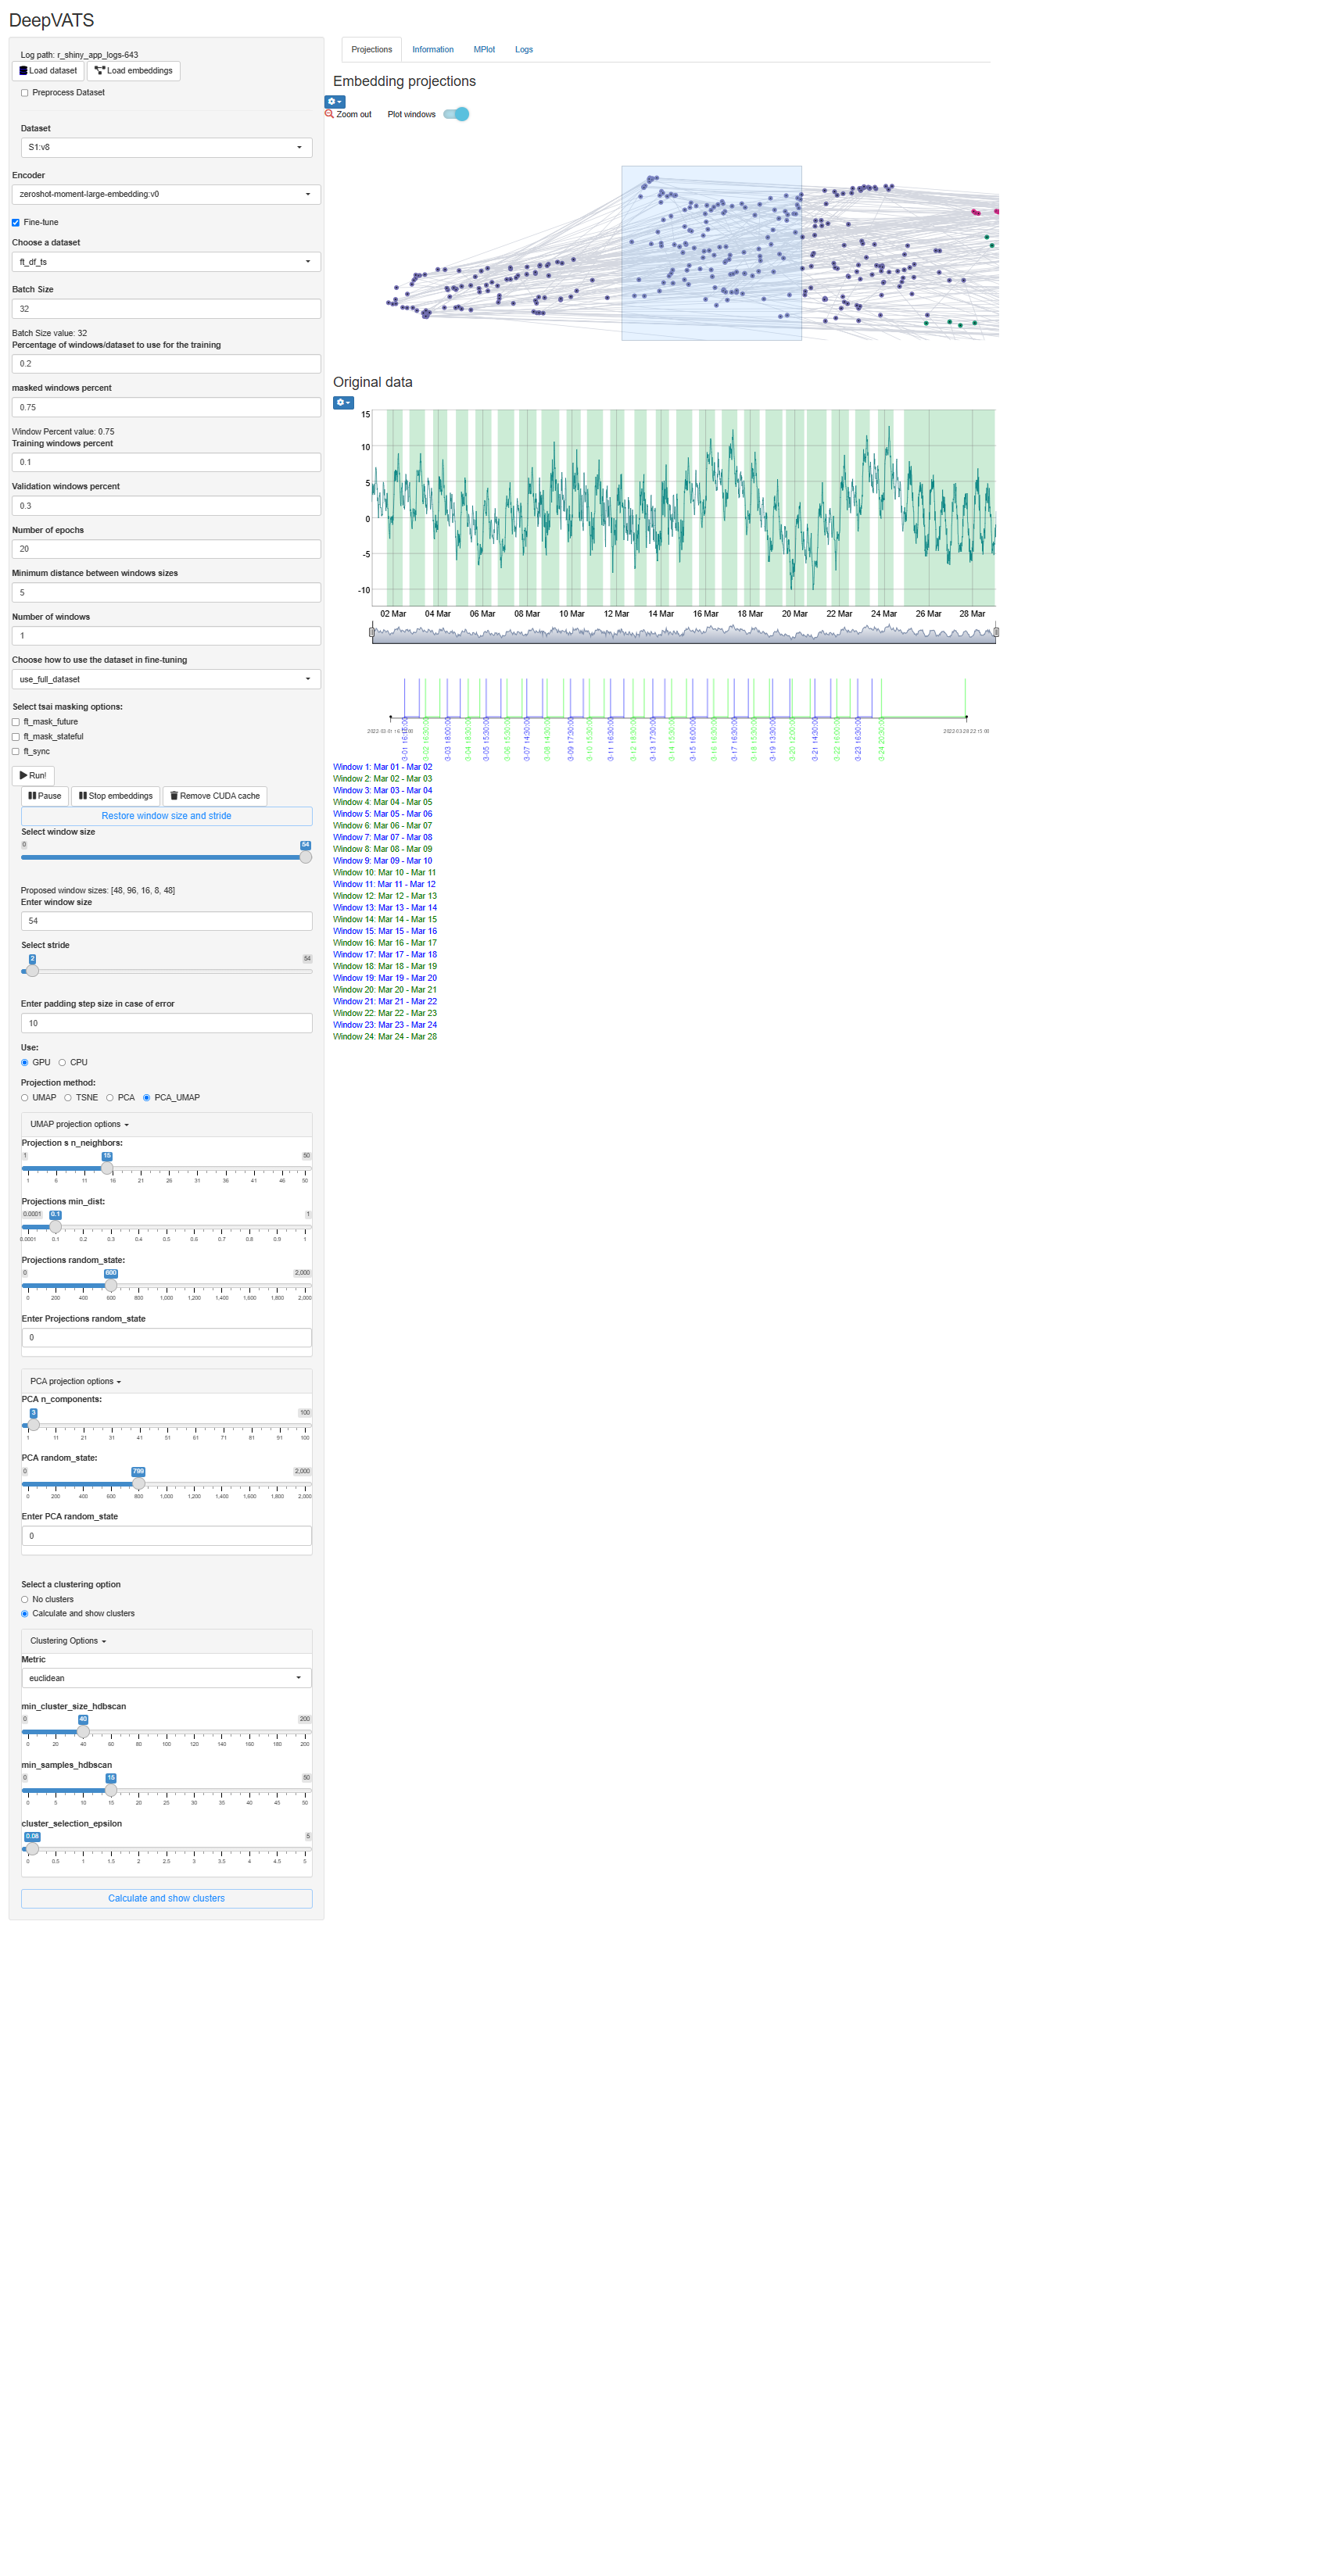 DeepVATS
Log path: r_shiny_app_logs-643
Load dataset
Load embeddings
Preprocess Dataset
Dataset
S1:v8
Encoder
zeroshot-moment-large-embedding:v0
Fine-tune
Choose a dataset
ft_df_ts
Batch Size
32
Batch Size value: 32
Percentage of windows/dataset to use for the training
0.2
masked windows percent
0.75
Window Percent value: 0.75
Training windows percent
0.1
Validation windows percent
0.3
Number of epochs
20
Minimum distance between windows sizes
5
Number of windows
1
Choose how to use the dataset in fine-tuning
use_full_dataset
Select tsai masking options:
ft_mask_future
ft_mask_stateful
ft_sync
Run!
Pause
Stop embeddings
Remove CUDA cache
Restore window size and stride
Select window size
0 54
Proposed window sizes: [48, 96, 16, 8, 48]
Enter window size
54
Select stride
2 54
Enter padding step size in case of error
10
Use:
GPU CPU
Projection method:
UMAP TSNE PCA PCA_UMAP
UMAP projection options
Projection s n_neighbors:
1 15 50
1 6 11 16 21 26 31 36 41 46 50
Projections min_dist:
0.0001 0.1 1
0.0001 0.1 0.2 0.3 0.4 0.5 0.6 0.7 0.8 0.9 1
Projections random_state:
0 600 2,000
0 200 400 600 800 1,000 1,200 1,400 1,600 1,800 2,000
Enter Projections random_state
0
PCA projection options
PCA n_components:
3 100
1 11 21 31 41 51 61 71 81 91 100
PCA random_state:
0 799 2,000
0 200 400 600 800 1,000 1,200 1,400 1,600 1,800 2,000
Enter PCA random_state
0
Select a clustering option
No clusters
Calculate and show clusters
Clustering Options
Metric
euclidean
min_cluster_size_hdbscan
0 40 200
0 20 40 60 80 100 120 140 160 180 200
min_samples_hdbscan
0 15 50
0 5 10 15 20 25 30 35 40 45 50
cluster_selection_epsilon
0.08 5
0 0.5 1 1.5 2 2.5 3 3.5 4 4.5 5
Calculate and show clusters
Projections Information MPlot Logs
Embedding projections
Zoom out
Plot windows
Original data
15
10
5
0
-5
-10
02 Mar 04 Mar 06 Mar 08 Mar 10 Mar 12 Mar 14 Mar 16 Mar 18 Mar 20 Mar 22 Mar 24 Mar 26 Mar 28 Mar
Window 1: Mar 01 - Mar 02
Window 2: Mar 02 - Mar 03
Window 3: Mar 03 - Mar 04
Window 4: Mar 04 - Mar 05
Window 5: Mar 05 - Mar 06
Window 6: Mar 06 - Mar 07
Window 7: Mar 07 - Mar 08
Window 8: Mar 08 - Mar 09
Window 9: Mar 09 - Mar 10
Window 10: Mar 10 - Mar 11
Window 11: Mar 11 - Mar 12
Window 12: Mar 12 - Mar 13
Window 13: Mar 13 - Mar 14
Window 14: Mar 14 - Mar 15
Window 15: Mar 15 - Mar 16
Window 16: Mar 16 - Mar 17
Window 17: Mar 17 - Mar 18
Window 18: Mar 18 - Mar 19
Window 19: Mar 19 - Mar 20
Window 20: Mar 20 - Mar 21
Window 21: Mar 21 - Mar 22
Window 22: Mar 22 - Mar 23
Window 23: Mar 23 - Mar 24
Window 24: Mar 24 - Mar 28